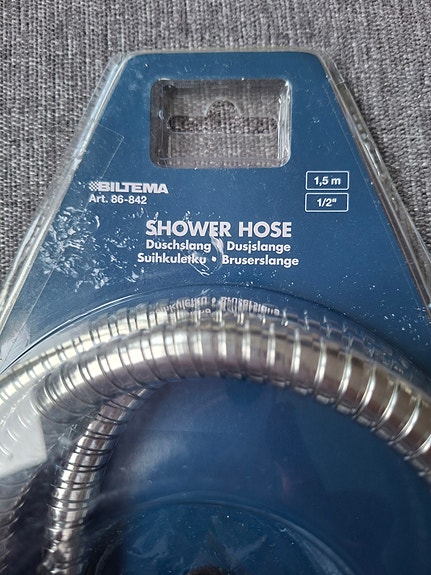 BILTEMA
Art. 86-842
1,5 m
1/2"
SHOWER HOSE
Duschslang • Dusjslange
Suihkuletku • Bruserslange